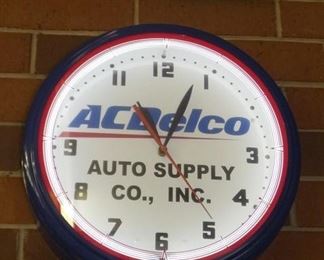 12
11 1
ACDelco
9 3
AUTO SUPPLY
8 CO., INC. 4
7 5
6